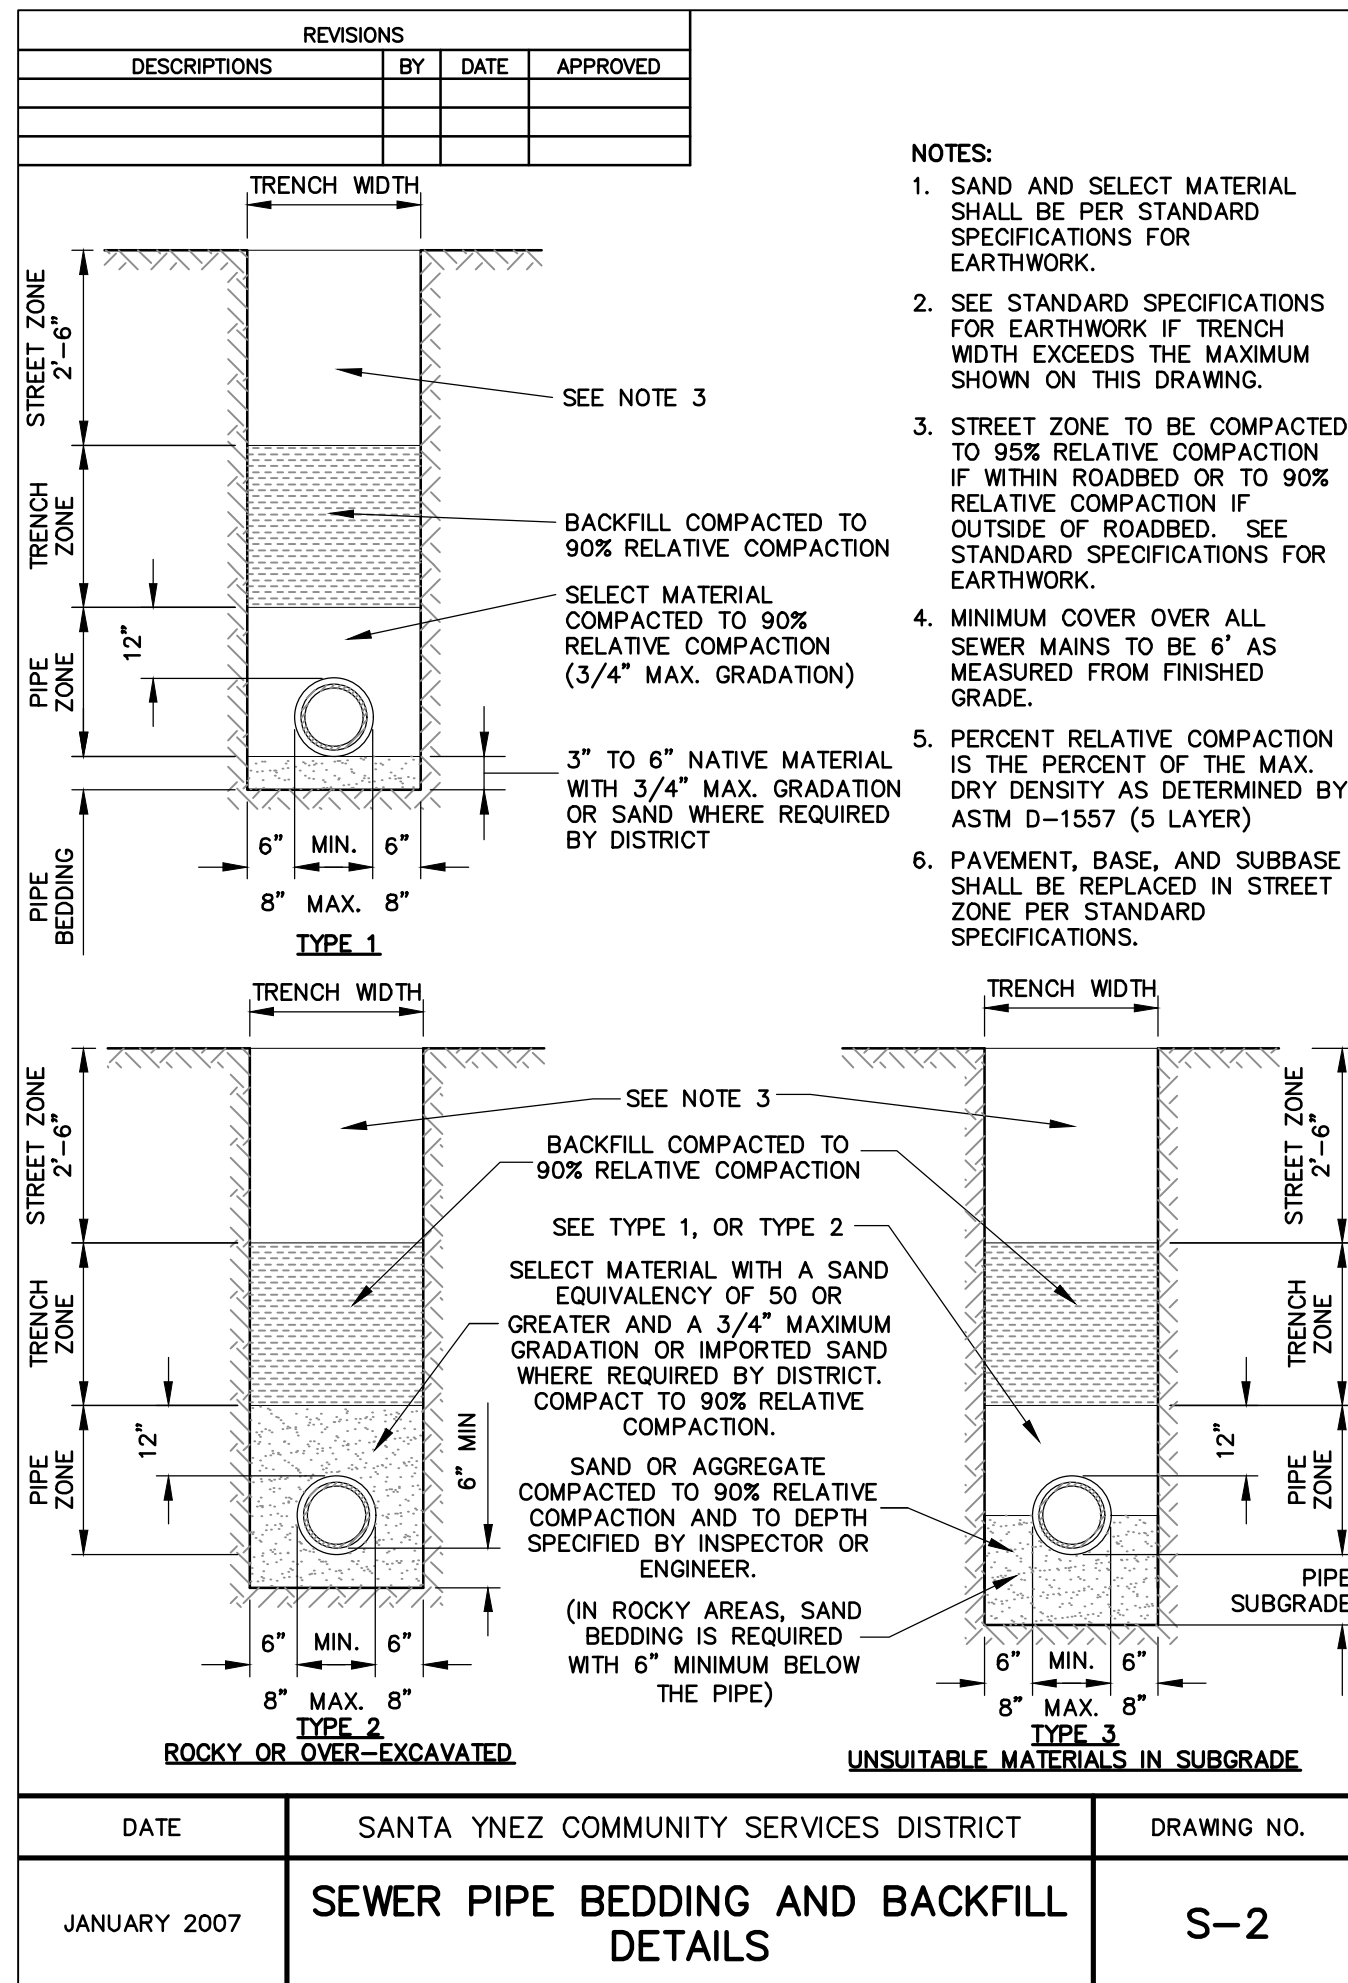 REVISIONS
DESCRIPTIONS BY DATE APPROVED
NOTES:
1. SAND AND SELECT MATERIAL
SHALL BE PER STANDARD
SPECIFICATIONS FOR
EARTHWORK.
2. SEE STANDARD SPECIFICATIONS
FOR EARTHWORK IF TRENCH
WIDTH EXCEEDS THE MAXIMUM
SHOWN ON THIS DRAWING.
3. STREET ZONE TO BE COMPACTED
TO 95% RELATIVE COMPACTION
IF WITHIN ROADBED OR TO 90%
RELATIVE COMPACTION IF
OUTSIDE OF ROADBED. SEE
STANDARD SPECIFICATIONS FOR
EARTHWORK.
4. MINIMUM COVER OVER ALL
SEWER MAINS TO BE 6' AS
MEASURED FROM FINISHED
GRADE.
5. PERCENT RELATIVE COMPACTION
IS THE PERCENT OF THE MAX.
DRY DENSITY AS DETERMINED BY
ASTM D-1557 (5 LAYER)
6. PAVEMENT, BASE, AND SUBBASE
SHALL BE REPLACED IN STREET
ZONE PER STANDARD
SPECIFICATIONS.
TRENCH WIDTH
STREET ZONE
2'-6"
TRENCH
ZONE
PIPE
ZONE
12"
PIPE
BEDDING
SEE NOTE 3
BACKFILL COMPACTED TO
90% RELATIVE COMPACTION
SELECT MATERIAL
COMPACTED TO 90%
RELATIVE COMPACTION
(3/4" MAX. GRADATION)
3" TO 6" NATIVE MATERIAL
WITH 3/4" MAX. GRADATION
OR SAND WHERE REQUIRED
BY DISTRICT
6" MIN. 6"
8" MAX. 8"
TYPE 1
TRENCH WIDTH
STREET ZONE
2'-6"
TRENCH
ZONE
PIPE
ZONE
12"
6" MIN
6" MIN. 6"
8" MAX. 8"
TYPE 2
ROCKY OR OVER-EXCAVATED
SEE NOTE 3
BACKFILL COMPACTED TO
90% RELATIVE COMPACTION
SEE TYPE 1, OR TYPE 2
SELECT MATERIAL WITH A SAND
EQUIVALENCY OF 50 OR
GREATER AND A 3/4" MAXIMUM
GRADATION OR IMPORTED SAND
WHERE REQUIRED BY DISTRICT.
COMPACT TO 90% RELATIVE
COMPACTION.
SAND OR AGGREGATE
COMPACTED TO 90% RELATIVE
COMPACTION AND TO DEPTH
SPECIFIED BY INSPECTOR OR
ENGINEER.
(IN ROCKY AREAS, SAND
BEDDING IS REQUIRED
WITH 6" MINIMUM BELOW
THE PIPE)
TRENCH WIDTH
STREET ZONE
2'-6"
TRENCH
ZONE
12"
PIPE
ZONE
PIPE
SUBGRADE
6" MIN. 6"
8" MAX. 8"
TYPE 3
UNSUITABLE MATERIALS IN SUBGRADE
DATE
JANUARY 2007
SANTA YNEZ COMMUNITY SERVICES DISTRICT
SEWER PIPE BEDDING AND BACKFILL
DETAILS
DRAWING NO.
S-2